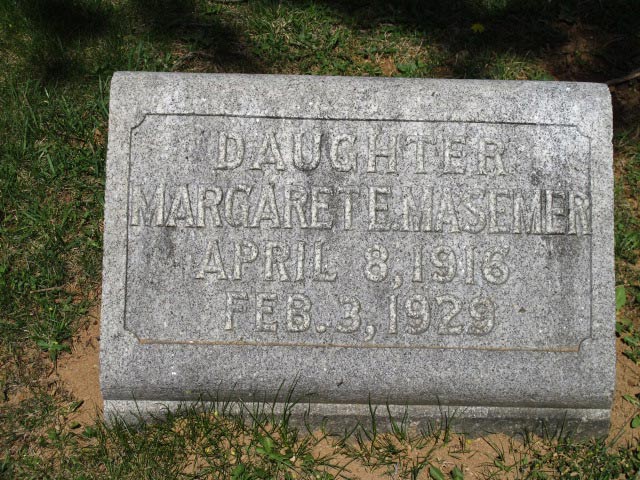 DAUGHTER
MARGARET E. MASEMER
APRIL 8, 1916
FEB. 3, 1929